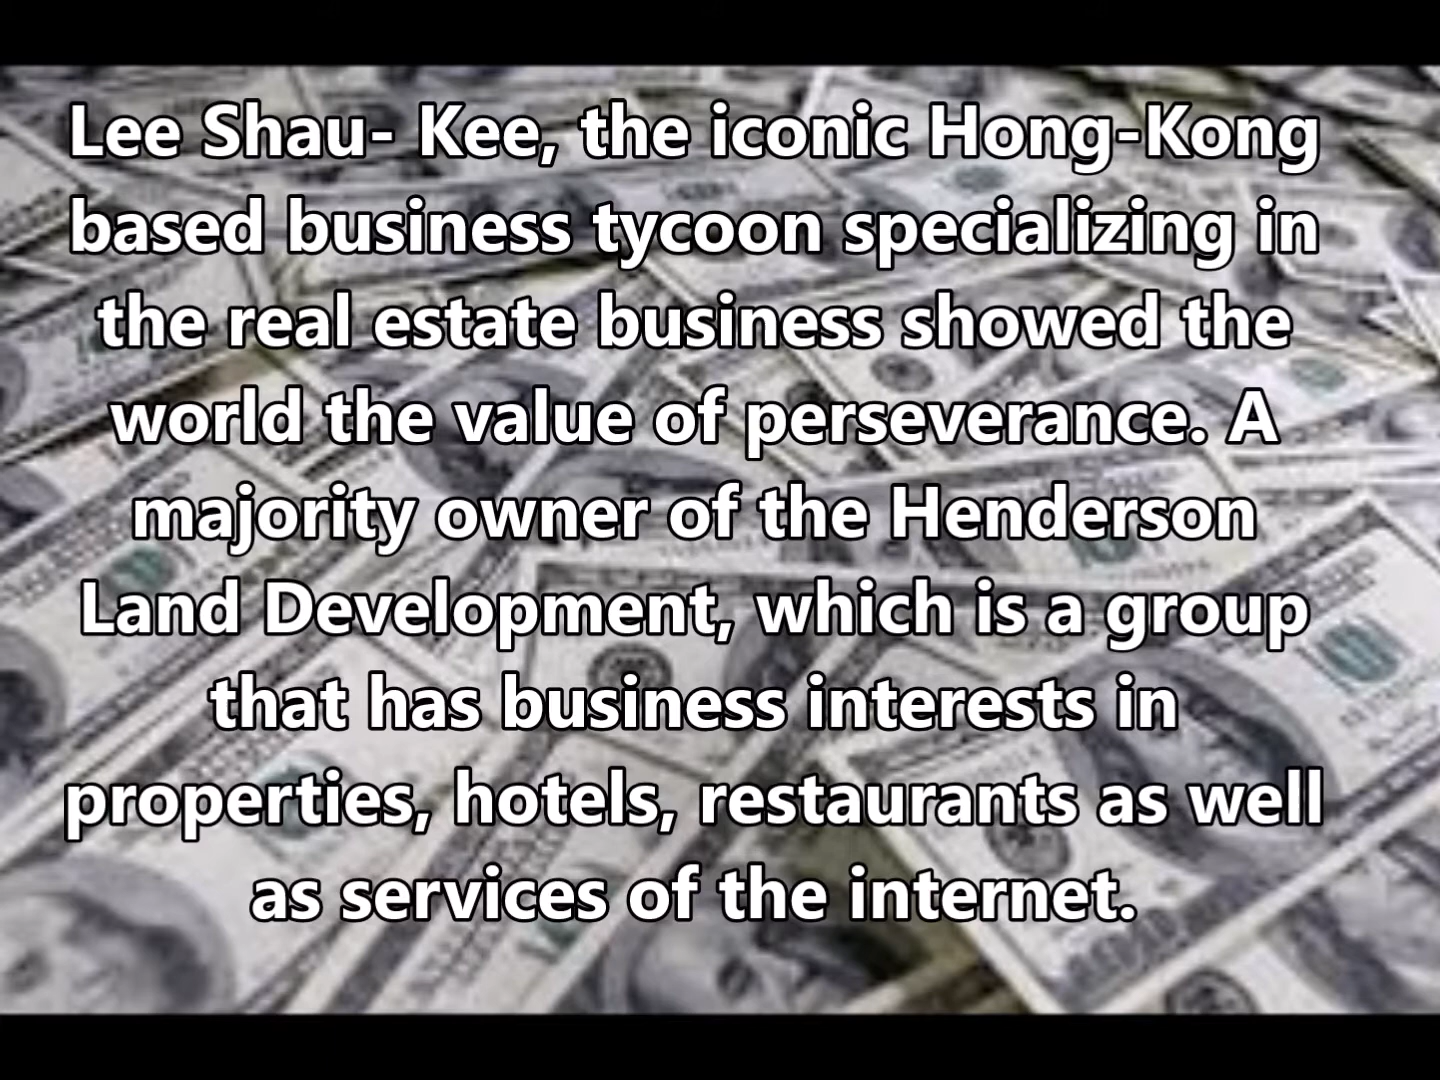 Lee Shau- Kee, the iconic Hong-Kong
based business tycoon specializing in
the real estate business showed the
world the value of perseverance. A
majority owner of the Henderson
Land Development, which is a group
that has business interests in
properties, hotels, restaurants as well
as services of the internet.